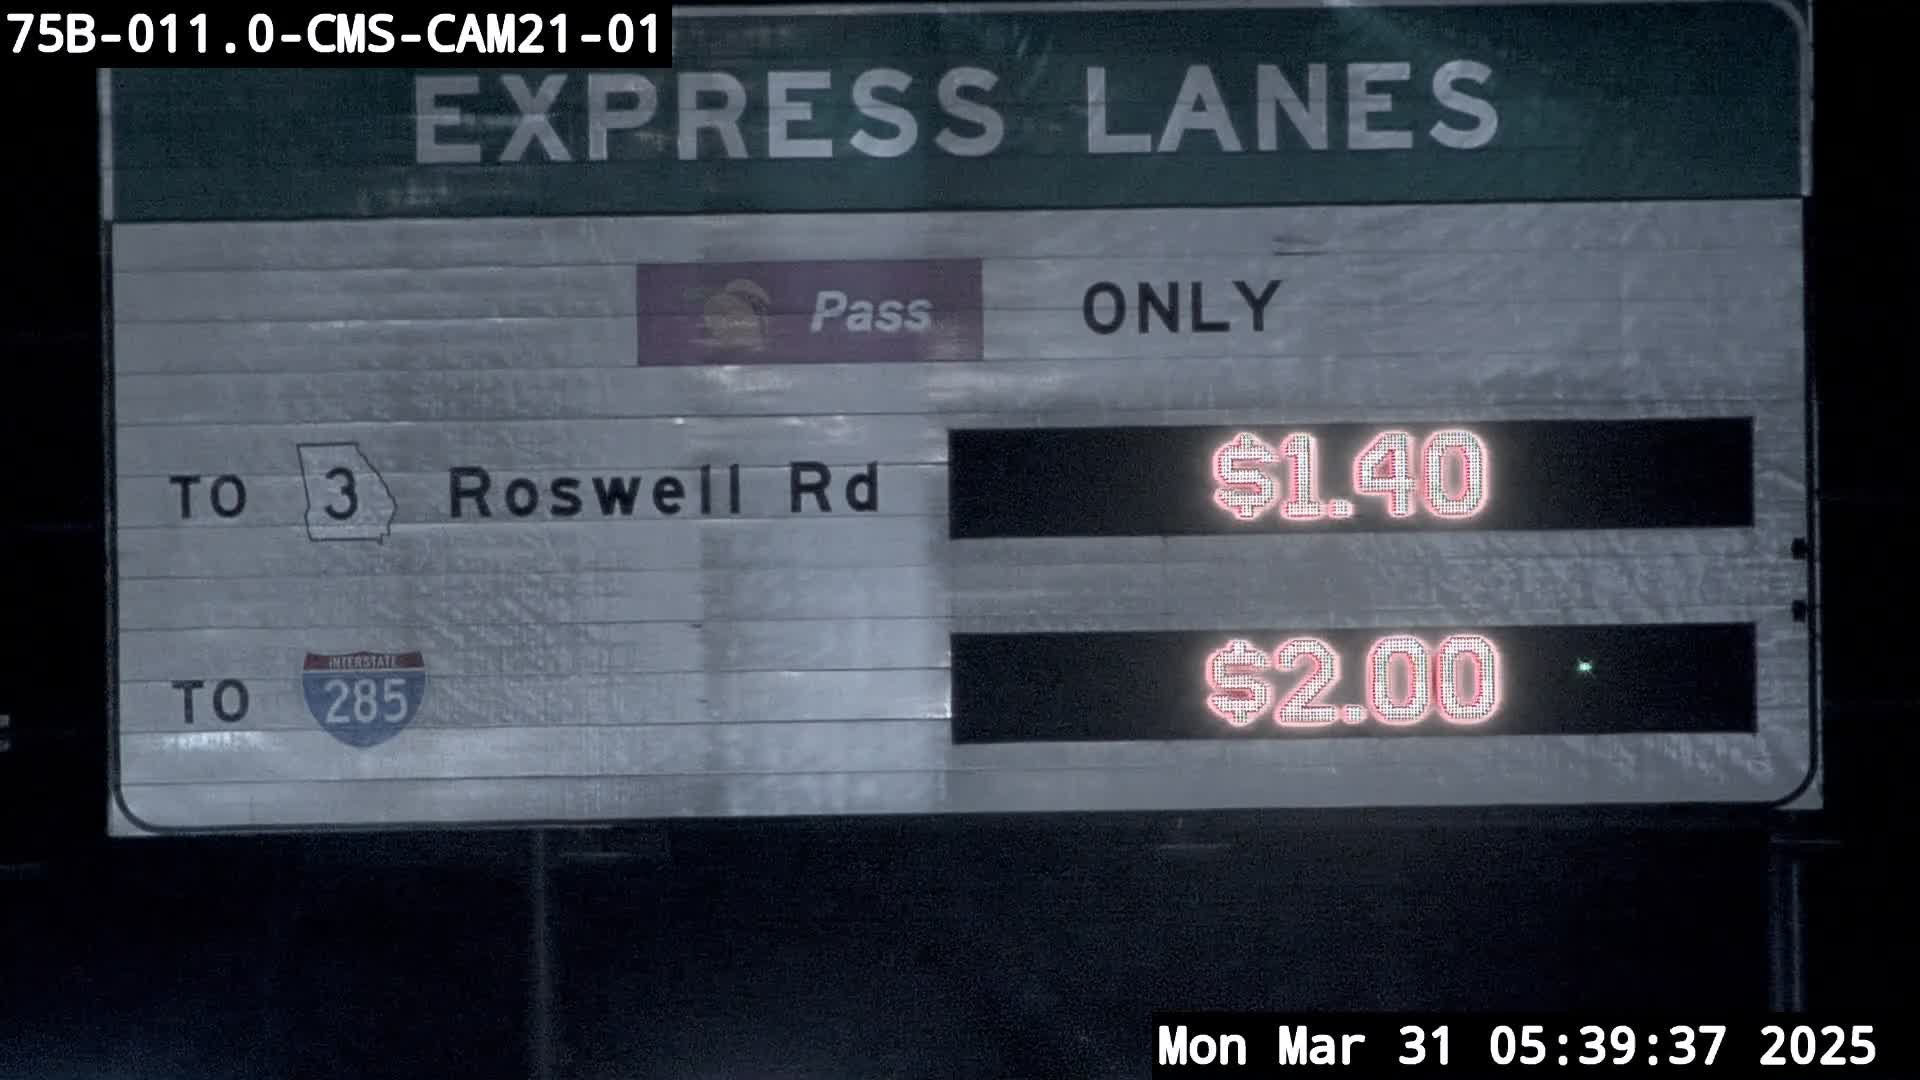 75B-011.0-CMS-CAM21-01
EXPRESS LANES
Pass ONLY
TO 3 Roswell Rd $1.40
INTERSTATE
TO 285 $2.00
Mon Mar 31 05:39:37 2025